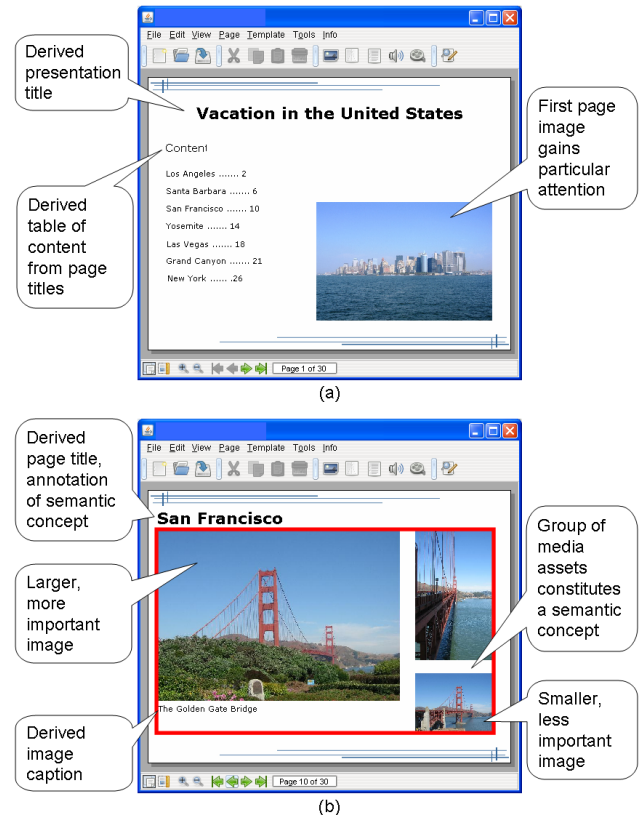 Derived
presentation
title
File Edit View Page Template Tools Info
Vacation in the United States
First page
image
gains
particular
attention
Content
Derived
table of
content
from page
titles
Los Angeles ....... 2
Santa Barbara ....... 6
San Francisco ....... 10
Yosemite ....... 14
Las Vegas ....... 18
Grand Canyon ....... 21
New York ...... .26
Page 1 of 30
(a)
Derived
page title,
annotation
of semantic
concept
File Edit View Page Template Tools Info
San Francisco
Group of
media
assets
constitutes
a semantic
concept
Larger,
more
important
image
The Golden Gate Bridge
Smaller,
less
important
image
Derived
image
caption
Page 10 of 30
(b)